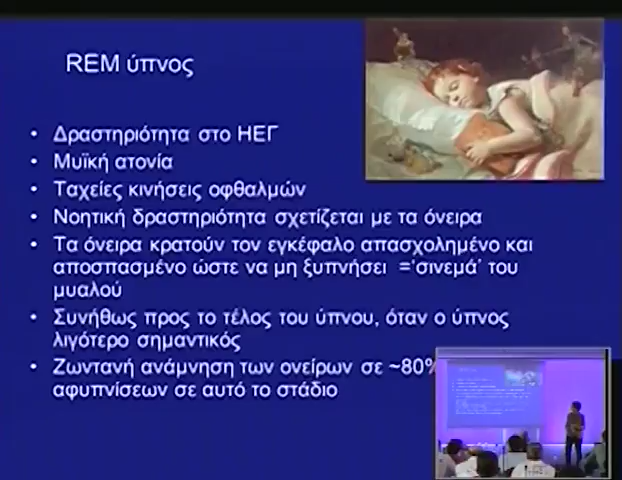 REM ύπνος
• Δραστηριότητα στο ΗΕΓ
• Μυϊκή ατονία
• Ταχείες κινήσεις οφθαλμών
• Νοητική δραστηριότητα σχετίζεται με τα όνειρα
• Τα όνειρα κρατούν τον εγκέφαλο απασχολημένο και
αποσπασμένο ώστε να μη ξυπνήσει =‘σινεμά’ του
μυαλού
• Συνήθως προς το τέλος του ύπνου, όταν ο ύπνος
λιγότερο σημαντικός
• Ζωντανή ανάμνηση των ονείρων σε ~80%
αφυπνίσεων σε αυτό το στάδιο